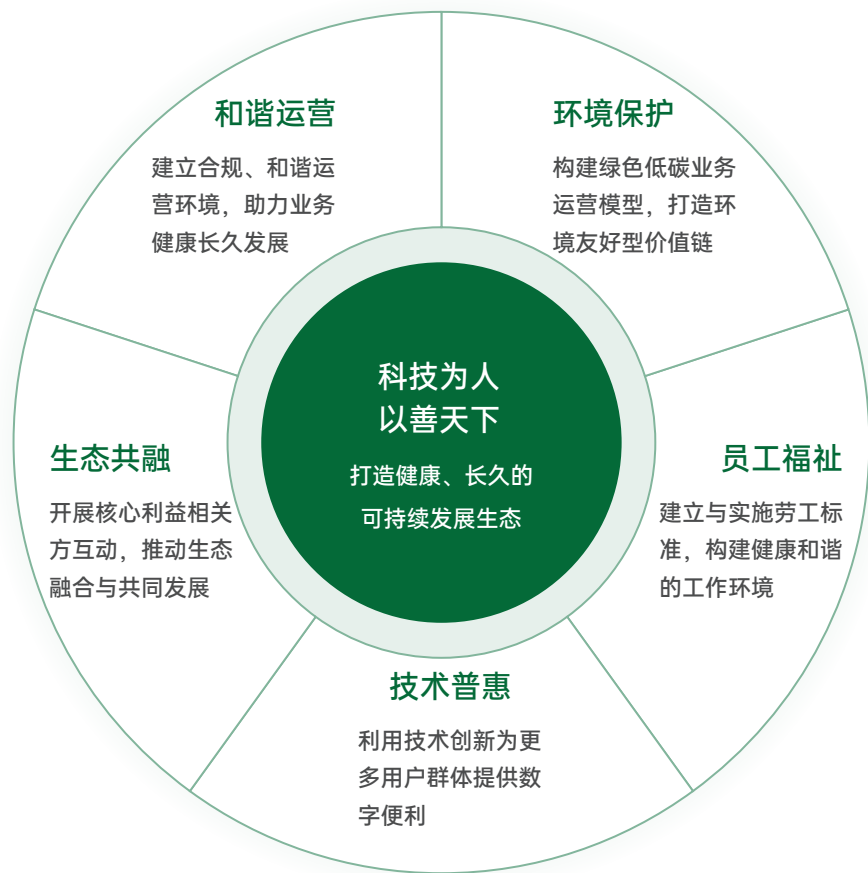 和谐运营
建立合规、和谐运
营环境，助力业务
健康长久发展
环境保护
构建绿色低碳业务
运营模型，打造环
境友好型价值链
科技为人
以善天下
打造健康、长久的
可持续发展生态
生态共融
开展核心利益相关
方互动，推动生态
融合与共同发展
员工福祉
建立与实施劳工标
准，构建健康和谐
的工作环境
技术普惠
利用技术创新为更
多用户群体提供数
字便利